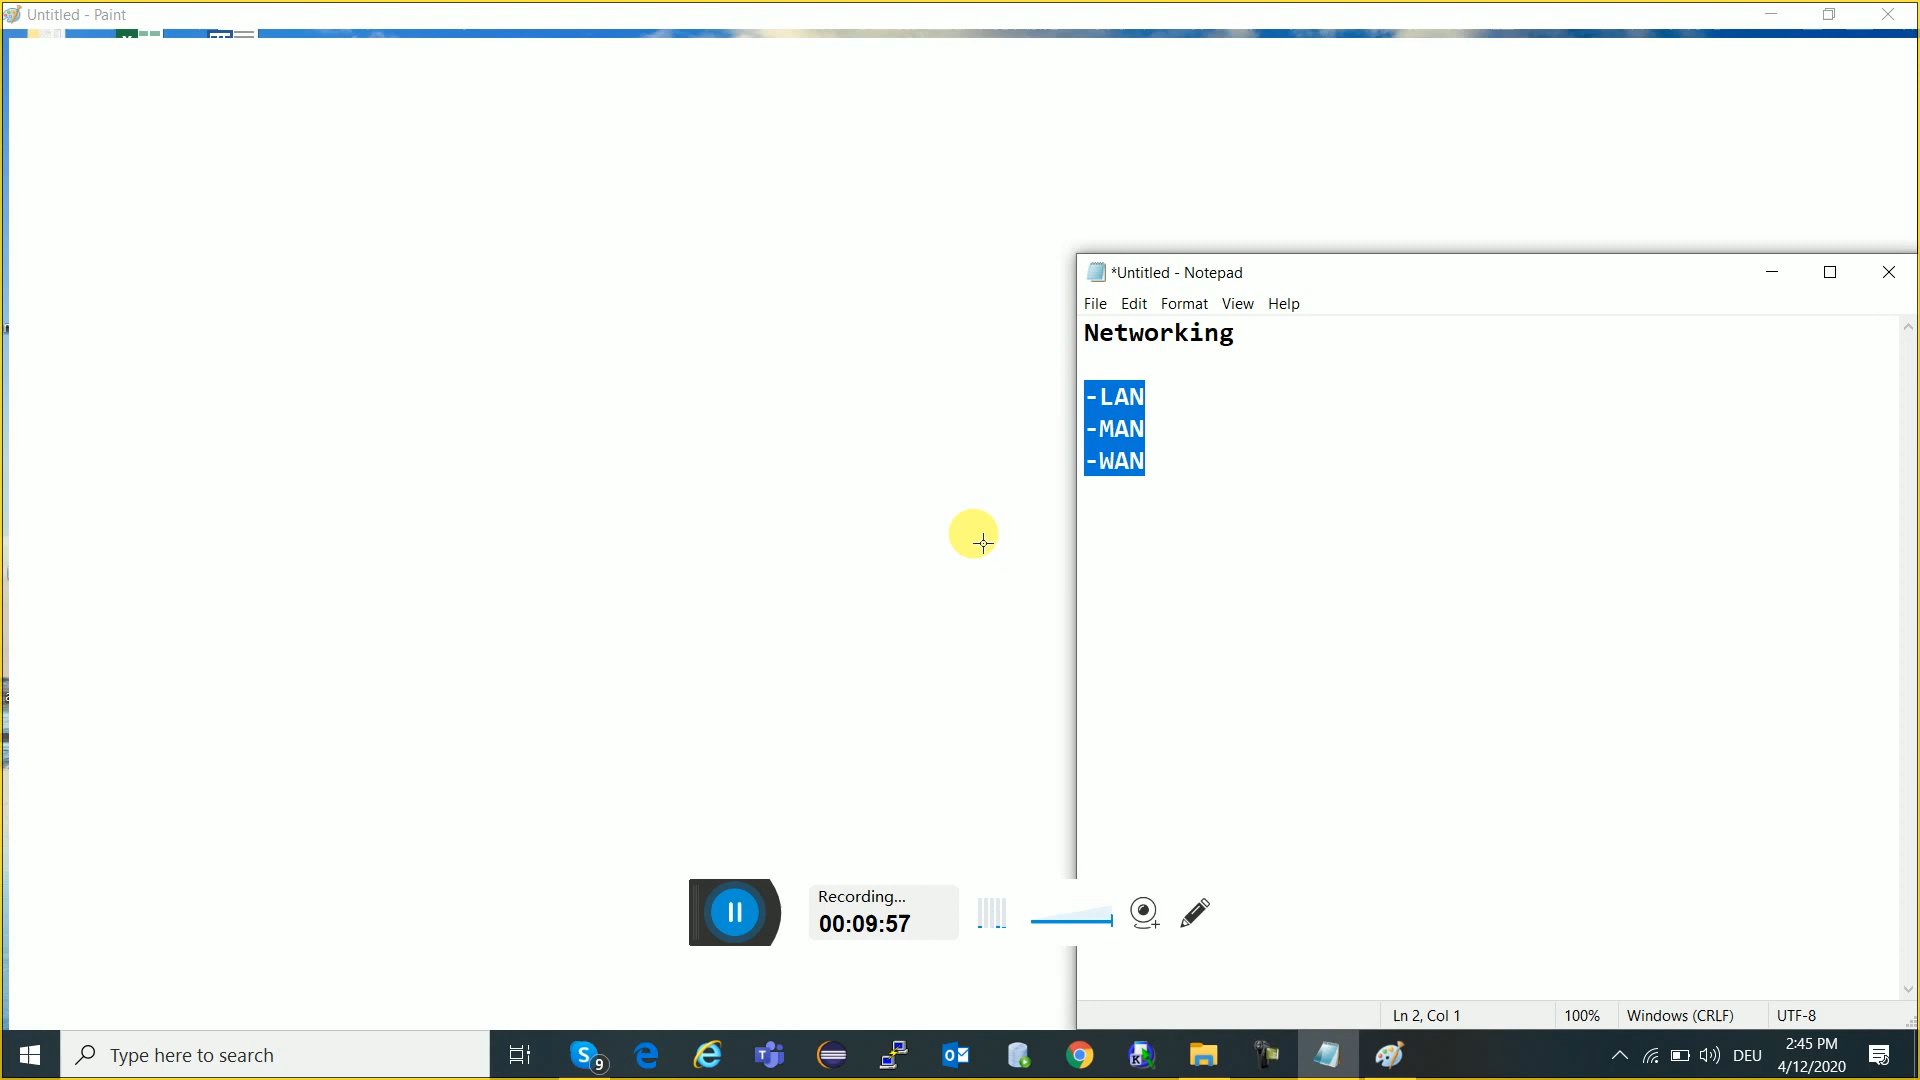 Untitled - Paint
*Untitled - Notepad
File Edit Format View Help
Networking
-LAN
-MAN
-WAN
Recording...
00:09:57
Ln 2, Col 1 100% Windows (CRLF) UTF-8
Type here to search
9
DEU
2:45 PM
4/12/2020